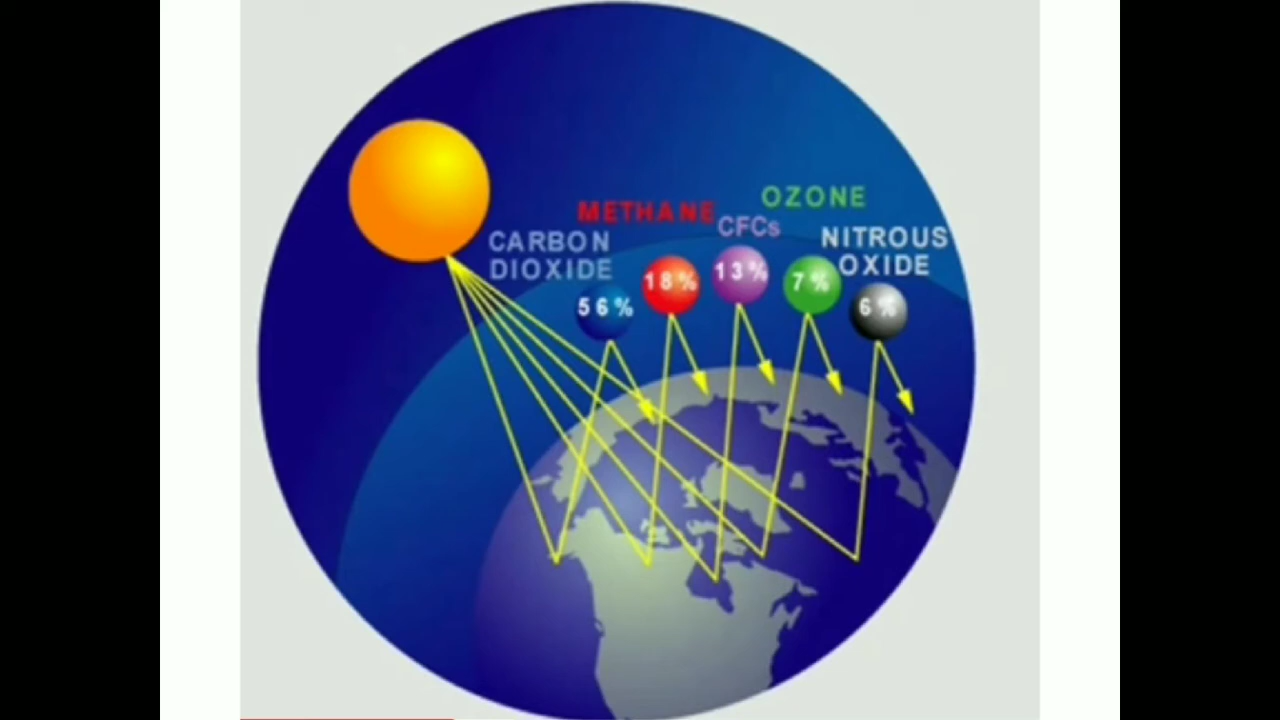 OZONE
METHANE
CFCs
CARBON
DIOXIDE
NITROUS
OXIDE
56%
18%
13%
7%
6%